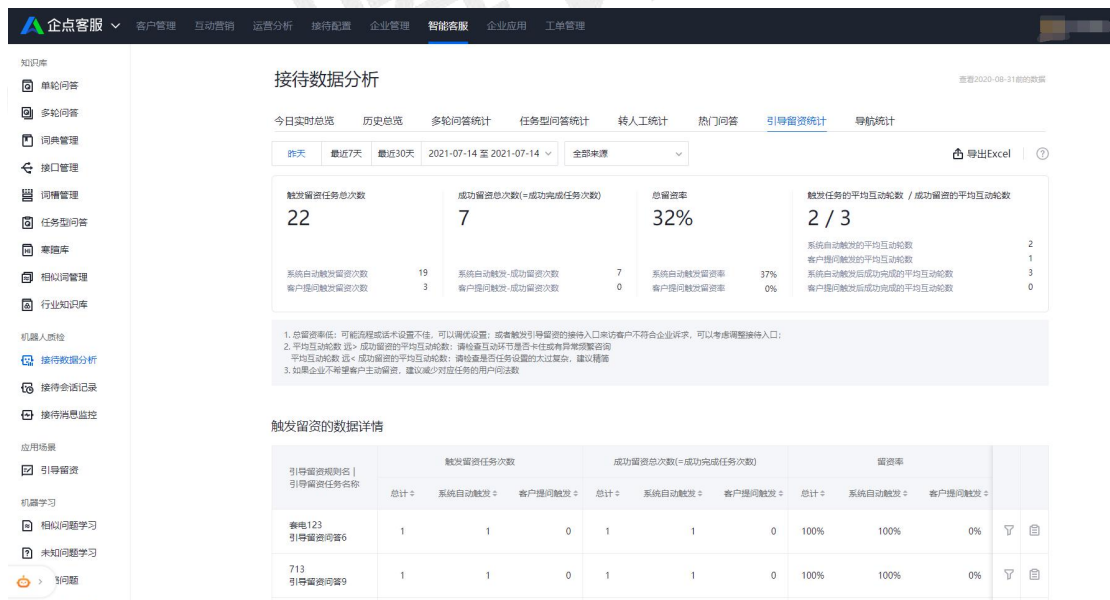 企点客服 客户管理 互动营销 运营分析 接待配置 企业管理 智能客服 企业应用 工单管理
知识库
单轮问答
多轮问答
词典管理
接口管理
词槽管理
任务型问答
寒暄库
相似词管理
行业知识库
机器人质检
接待数据分析
接待会话记录
接待消息监控
应用场景
引导留资
机器学习
相似问题学习
未知问题学习
问题
接待数据分析
查看2020-08-31前的数据
今日实时总览 历史总览 多轮问答统计 任务型问答统计 转人工统计 热门问答 引导留资统计 导航统计
昨天 最近7天 最近30天 2021-07-14 至 2021-07-14 全部来源 导出Excel
触发留资任务总次数 成功留资总次数(=成功完成任务次数) 总留资率 触发任务的平均互动轮数 / 成功留资的平均互动轮数
22 7 32% 2 / 3
系统自动触发的平均互动轮数 2
客户提问触发的平均互动轮数 1
系统自动触发留资次数 19 系统自动触发-成功留资次数 7 系统自动触发留资率 37% 系统自动触发后成功完成的平均互动轮数 3
客户提问触发留资次数 3 客户提问触发-成功留资次数 0 客户提问触发留资率 0% 客户提问触发后成功完成的平均互动轮数 0
1. 总留资率低：可能流程或话术设置不佳，可以调优设置；或者触发引导留资的接待入口来访客户不符合企业诉求，可以考虑调整接待入口；
2. 平均互动轮数 远> 成功留资的平均互动轮数：请检查互动环节是否卡住或有异常频繁咨询
平均互动轮数 远< 成功留资的平均互动轮数：请检查是否任务设置的太过复杂，建议精简
3. 如果企业不希望客户主动留资，建议减少对应任务的用户问法数
触发留资的数据详情
引导留资规则名 |
引导留资任务名称
触发留资任务次数 成功留资总次数(=成功完成任务次数) 留资率
总计 系统自动触发 客户提问触发 总计 系统自动触发 客户提问触发 总计 系统自动触发 客户提问触发
套电123
引导留资问答6
1 1 0 1 1 0 100% 100% 0%
713
引导留资问答9
1 1 0 1 1 0 100% 100% 0%